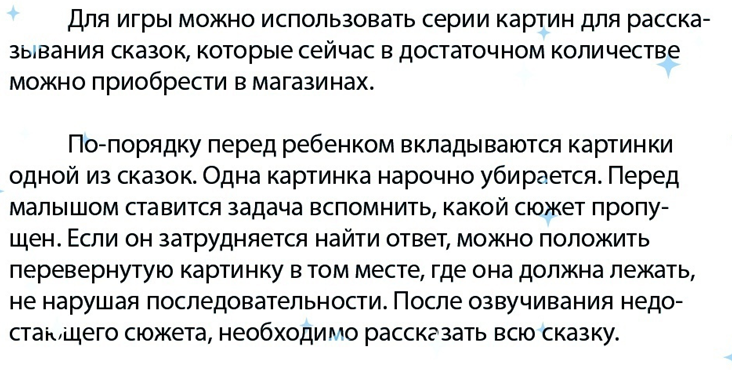 Для игры можно использовать серии картин для расска-
зывания сказок, которые сейчас в достаточном количестве
можно приобрести в магазинах.
По-порядку перед ребенком вкладываются картинки
одной из сказок. Одна картинка нарочно убирается. Перед
малышом ставится задача вспомнить, какой сюжет пропу-
щен. Если он затрудняется найти ответ, можно положить
перевернутую картинку в том месте, где она должна лежать,
не нарушая последовательности. После озвучивания недо-
стающего сюжета, необходимо рассказать всю сказку.